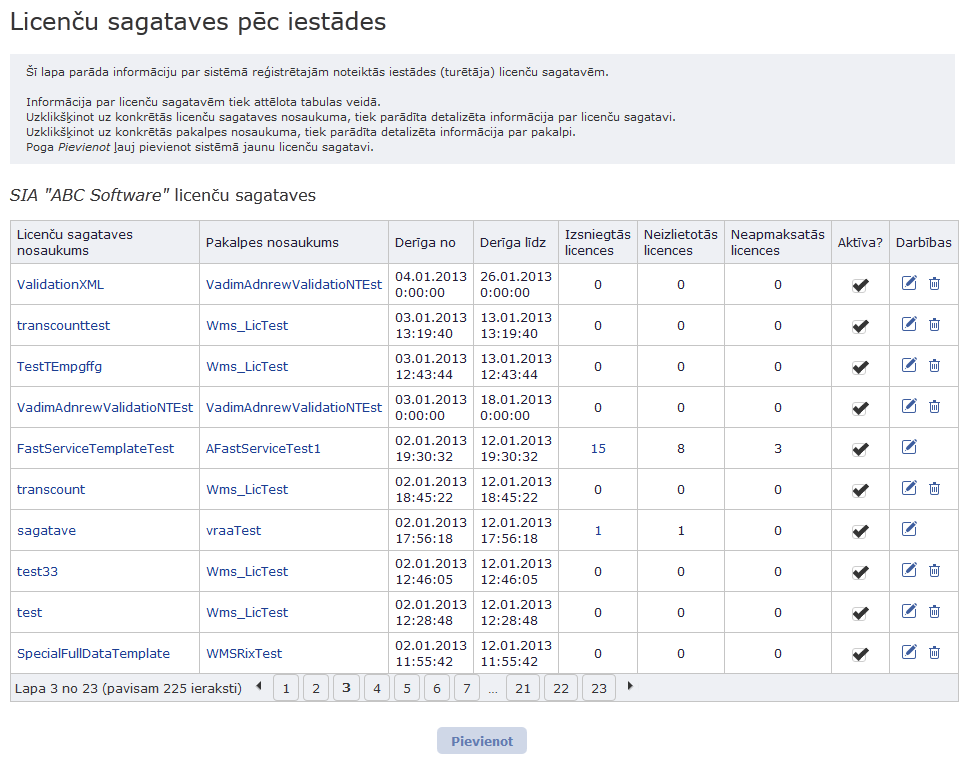 Licenču sagataves pēc iestādes
Šī lapa parāda informāciju par sistēmā reģistrētajām noteiktās iestādes (turētāja) licenču sagatavēm.
Informācija par licenču sagatavēm tiek attēlota tabulas veidā.
Uzklikšķinot uz konkrētās licenču sagataves nosaukuma, tiek parādīta detalizēta informācija par licenču sagatavi.
Uzklikšķinot uz konkrētās pakalpes nosaukuma, tiek parādīta detalizēta informācija par pakalpi.
Poga Pievienot ļauj pievienot sistēmā jaunu licenču sagatavi.
SIA "ABC Software" licenču sagataves
Licenču sagataves nosaukums Pakalpes nosaukums Derīga no Derīga līdz Izsniegtās licences Neizlietotās licences Neapmaksatās licences Aktīva? Darbības
ValidationXML VadimAdnrewValidatioNTEst 04.01.2013 0:00:00 26.01.2013 0:00:00 0 0 0
transcounttest Wms_LicTest 03.01.2013 13:19:40 13.01.2013 13:19:40 0 0 0
TestTEmpgffg Wms_LicTest 03.01.2013 12:43:44 13.01.2013 12:43:44 0 0 0
VadimAdnrewValidatioNTEst VadimAdnrewValidatioNTEst 03.01.2013 0:00:00 18.01.2013 0:00:00 0 0 0
FastServiceTemplateTest AFastServiceTest1 02.01.2013 19:30:32 12.01.2013 19:30:32 15 8 3
transcount Wms_LicTest 02.01.2013 18:45:22 12.01.2013 18:45:22 0 0 0
sagatave vraaTest 02.01.2013 17:56:18 12.01.2013 17:56:18 1 1 0
test33 Wms_LicTest 02.01.2013 12:46:05 12.01.2013 12:46:05 0 0 0
test Wms_LicTest 02.01.2013 12:28:48 12.01.2013 12:28:48 0 0 0
SpecialFullDataTemplate WMSRixTest 02.01.2013 11:55:42 12.01.2013 11:55:42 0 0 0
Lapa 3 no 23 (pavisam 225 ieraksti) 1 2 3 4 5 6 7 ... 21 22 23
Pievienot